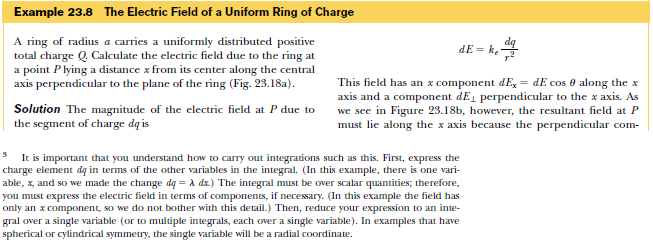 Example 23.8 The Electric Field of a Uniform Ring of Charge
A ring of radius a carries a uniformly distributed positive
total charge Q. Calculate the electric field due to the ring at
a point P lying a distance x from its center along the central
axis perpendicular to the plane of the ring (Fig. 23.18a).
Solution The magnitude of the electric field at P due to
the segment of charge dq is
dE = kₑ dq/r²
This field has an x component dEₓ = dE cos θ along the x
axis and a component dE⊥ perpendicular to the x axis. As
we see in Figure 23.18b, however, the resultant field at P
must lie along the x axis because the perpendicular com-
3 It is important that you understand how to carry out integrations such as this. First, express the
charge element dq in terms of the other variables in the integral. (In this example, there is one vari-
able, x, and so we made the change dq = λ dx.) The integral must be over scalar quantities; therefore,
you must express the electric field in terms of components, if necessary. (In this example the field has
only an x component, so we do not bother with this detail.) Then, reduce your expression to an inte-
gral over a single variable (or to multiple integrals, each over a single variable). In examples that have
spherical or cylindrical symmetry, the single variable will be a radial coordinate.